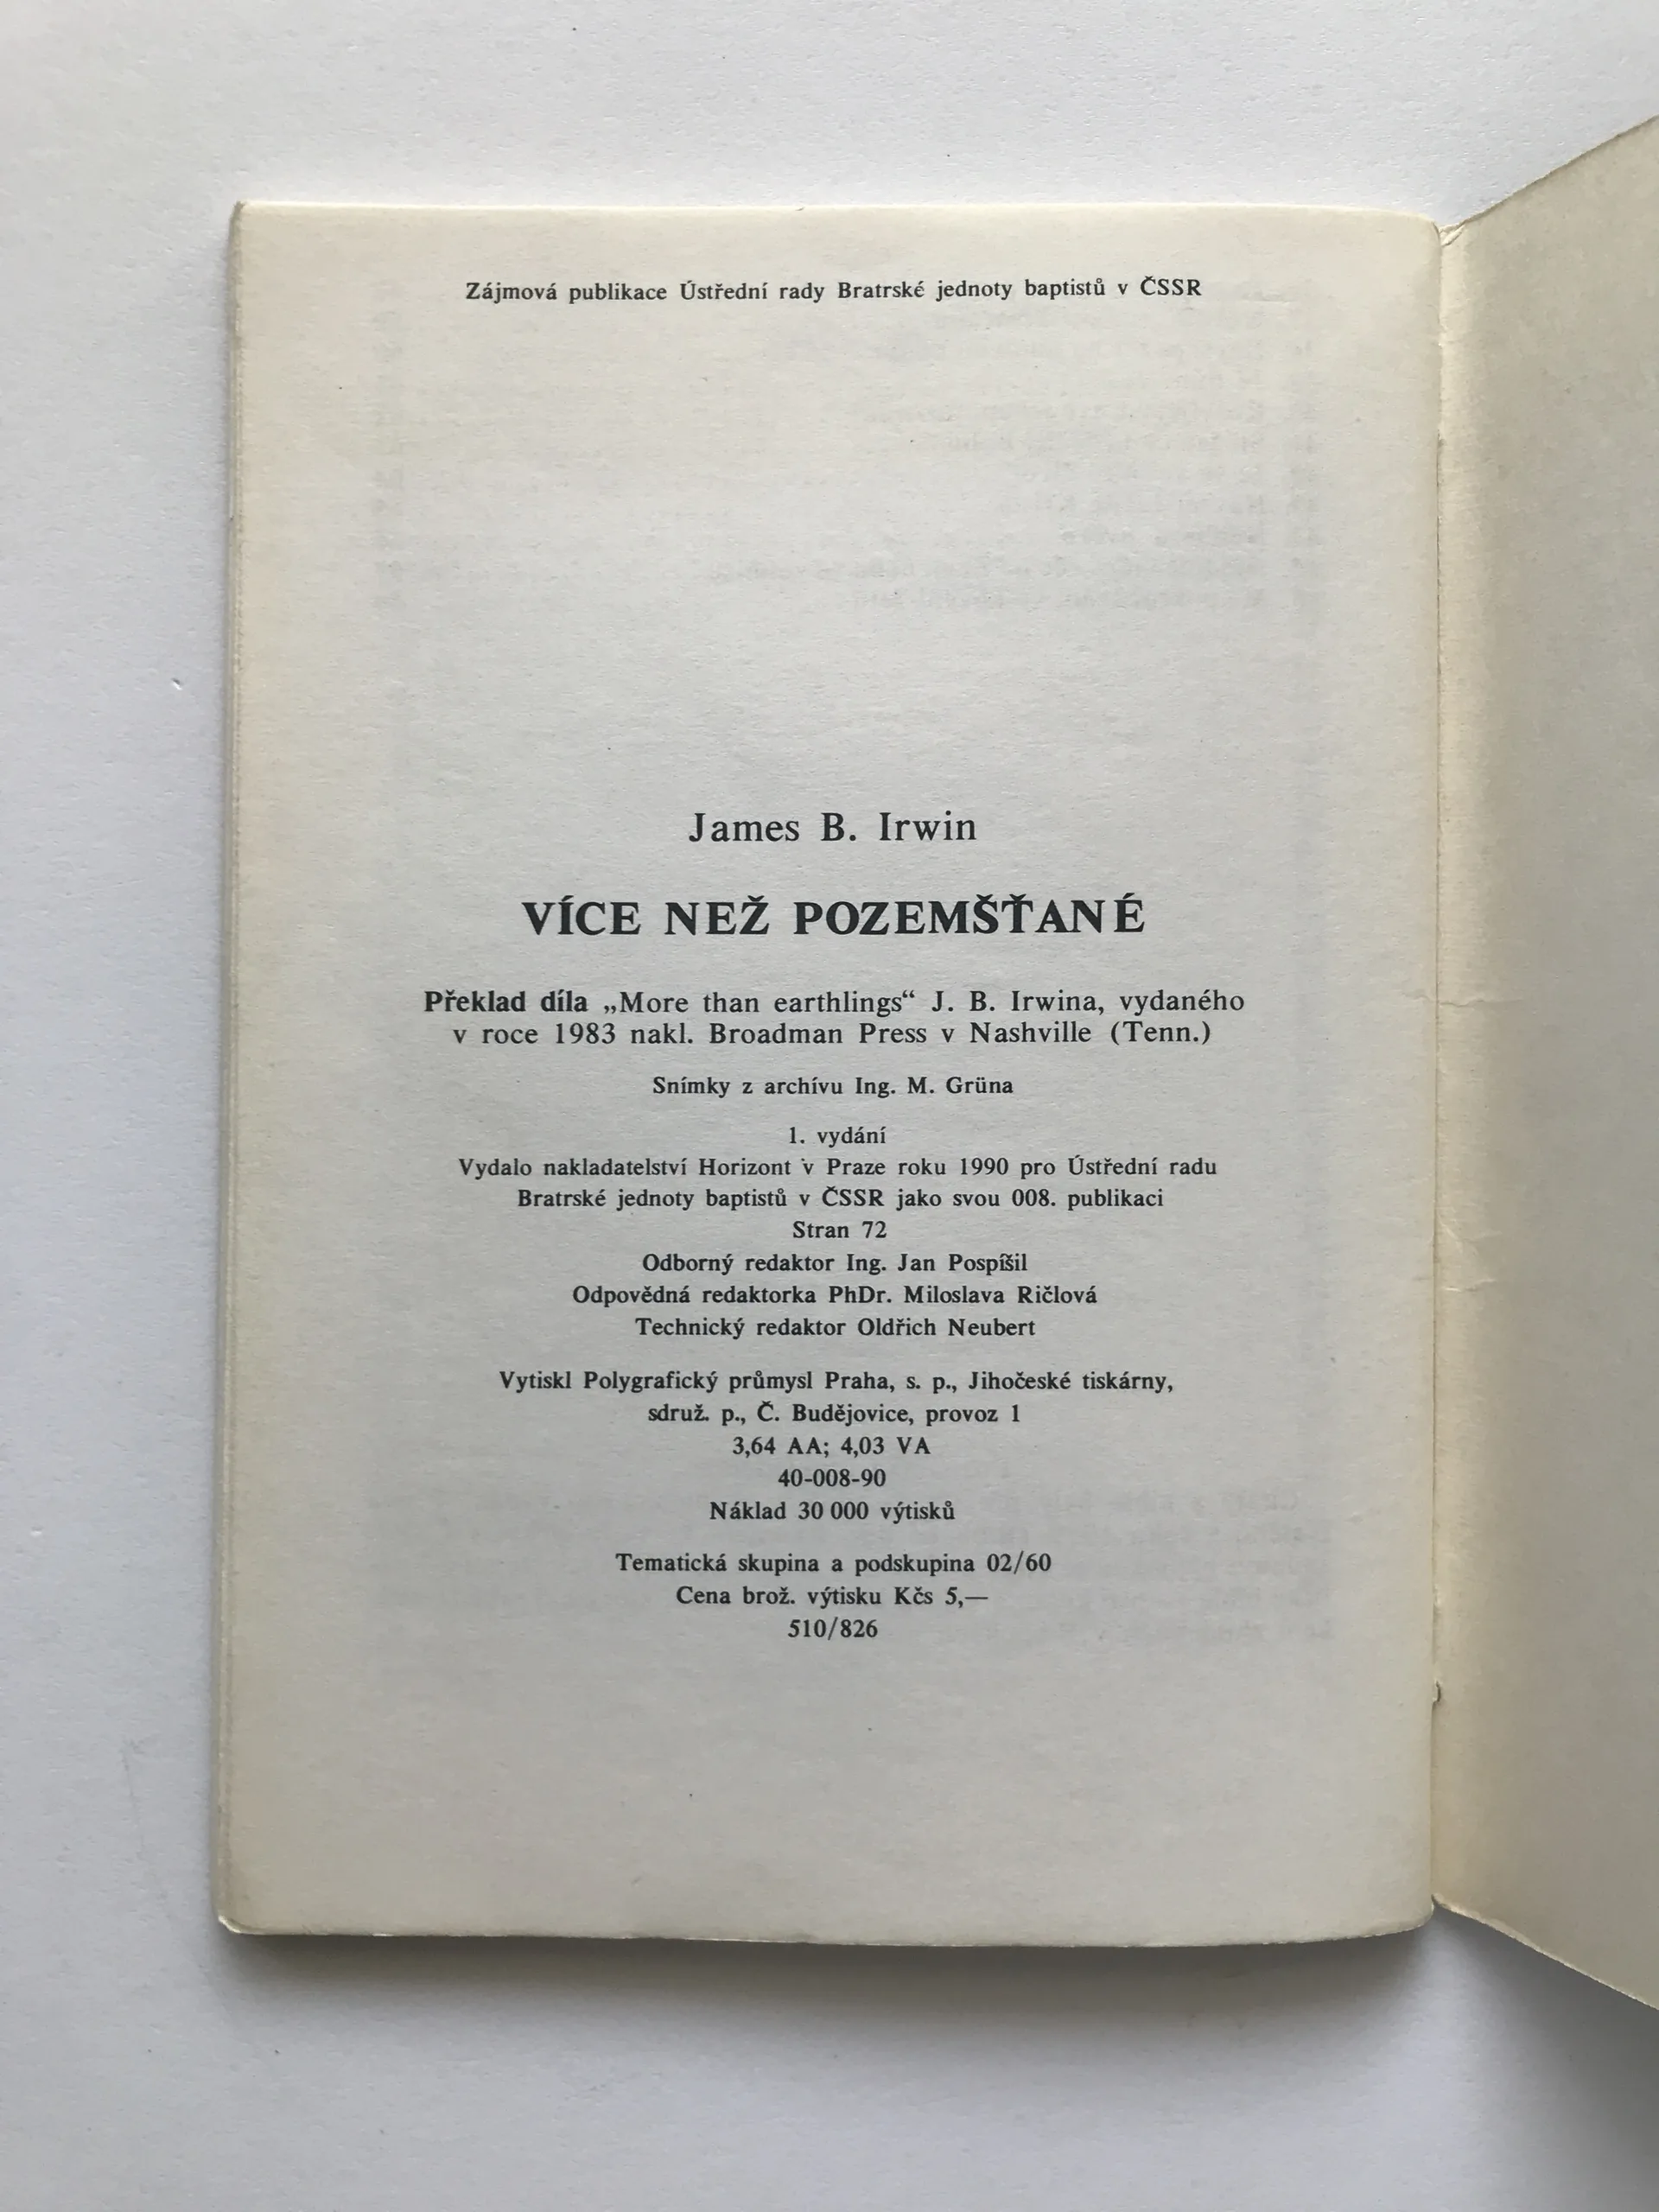 Zájmová publikace Ústřední rady Bratrské jednoty baptistů v ČSSR
James B. Irwin
VÍCE NEŽ POZEMŠŤANÉ
Překlad díla „More than earthlings“ J. B. Irwina, vydaného
v roce 1983 nakl. Broadman Press v Nashville (Tenn.)
Snímky z archívu Ing. M. Grüna
1. vydání
Vydalo nakladatelství Horizont v Praze roku 1990 pro Ústřední radu
Bratrské jednoty baptistů v ČSSR jako svou 008. publikaci
Stran 72
Odborný redaktor Ing. Jan Pospíšil
Odpovědná redaktorka PhDr. Miloslava Ričlová
Technický redaktor Oldřich Neubert
Vytiskl Polygrafický průmysl Praha, s. p., Jihočeské tiskárny,
sdruž. p., Č. Budějovice, provoz 1
3,64 AA; 4,03 VA
40-008-90
Náklad 30 000 výtisků
Tematická skupina a podskupina 02/60
Cena brož. výtisku Kčs 5,—
510/826